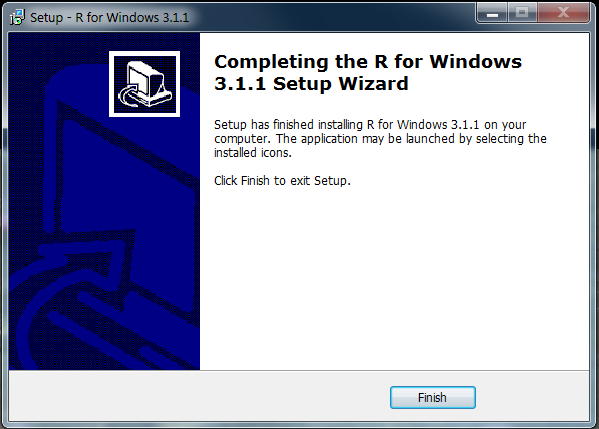 Setup - R for Windows 3.1.1
Completing the R for Windows
3.1.1 Setup Wizard
Setup has finished installing R for Windows 3.1.1 on your
computer. The application may be launched by selecting the
installed icons.
Click Finish to exit Setup.
Finish